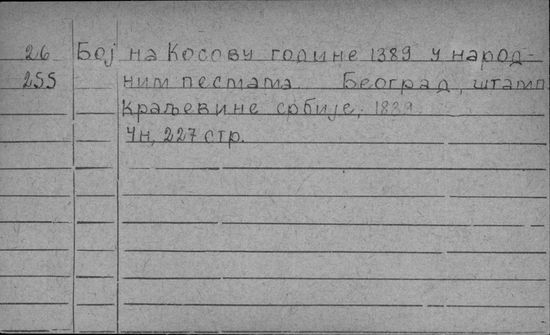 26 Бој на Косову године 1389 у народ-
255 ним песмама. Београд, штамп.
Краљевине србије, 1889.
4н, 227 стр.